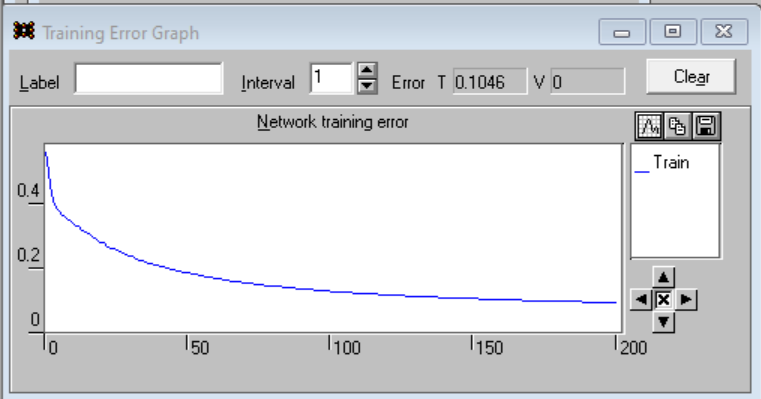 Training Error Graph
Label Interval 1 Error T 0.1046 V 0 Clear
Network training error
Train
0.4
0.2
0
0 50 100 150 200